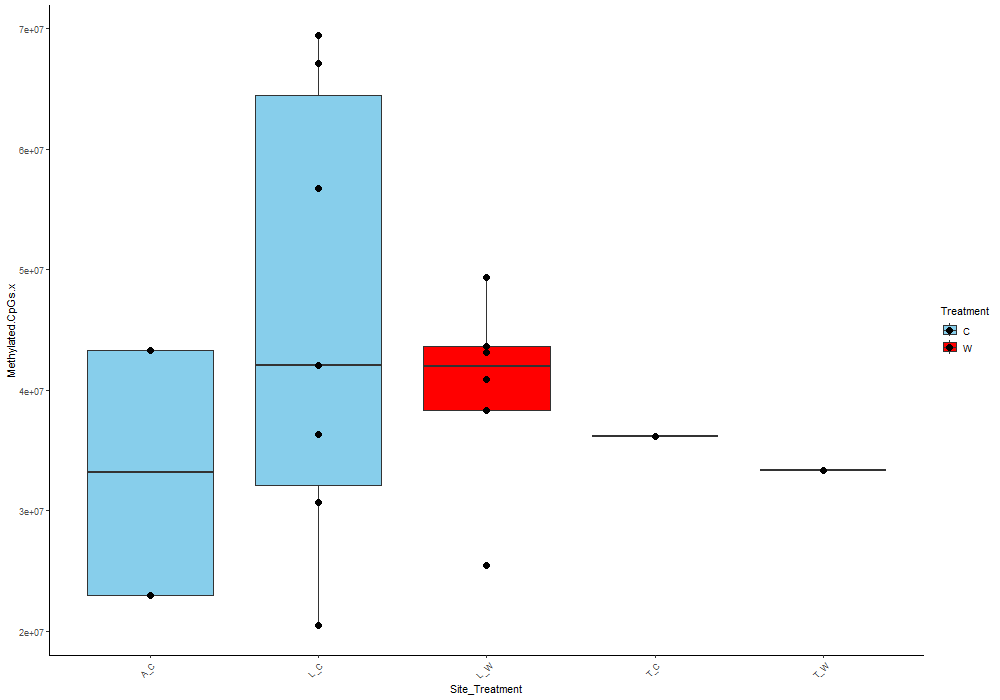 7e+07
6e+07
5e+07
4e+07
3e+07
2e+07
Methylated.CpGs.x
A_C
L_C
L_W
T_C
T_W
Site_Treatment
Treatment
C
W